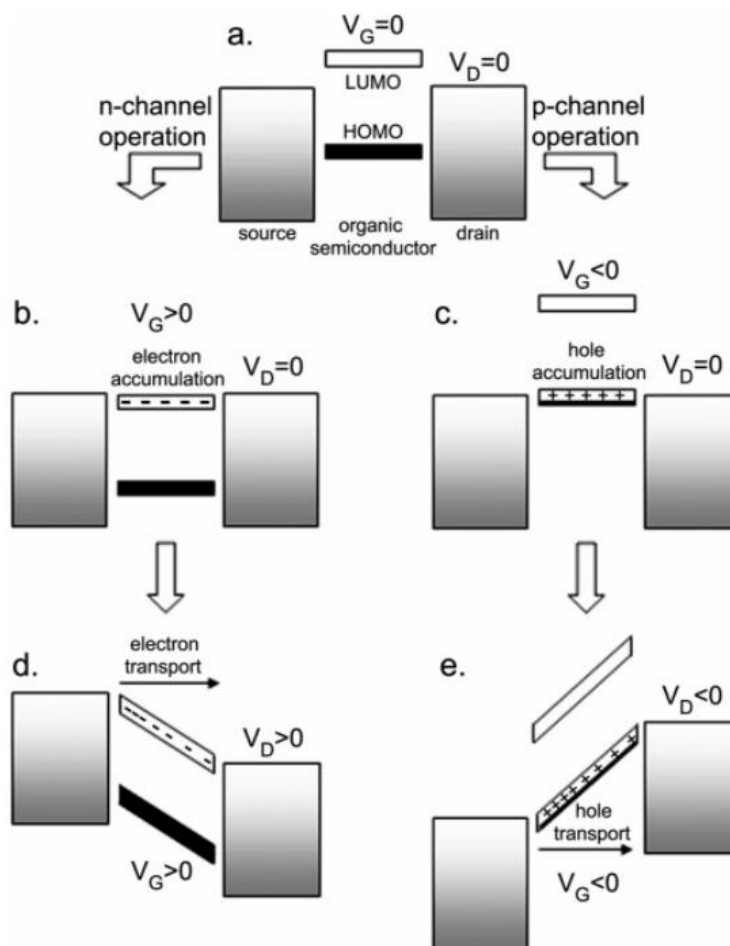 a.
V_G=0
LUMO
V_D=0
n-channel
operation
HOMO
p-channel
operation
source
organic
semiconductor
drain
b.
V_G>0
electron
accumulation
V_D=0
c.
V_G<0
hole
accumulation
V_D=0
d.
electron
transport
V_D>0
V_G>0
e.
V_D<0
hole
transport
V_G<0